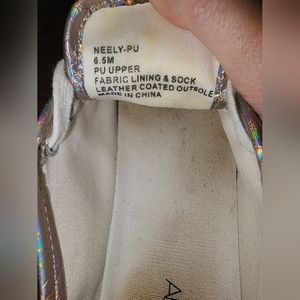 NEELY-PU
6.5M
PU UPPER
FABRIC LINING & SOCK
LEATHER COATED OUTSOLE
MADE IN CHINA